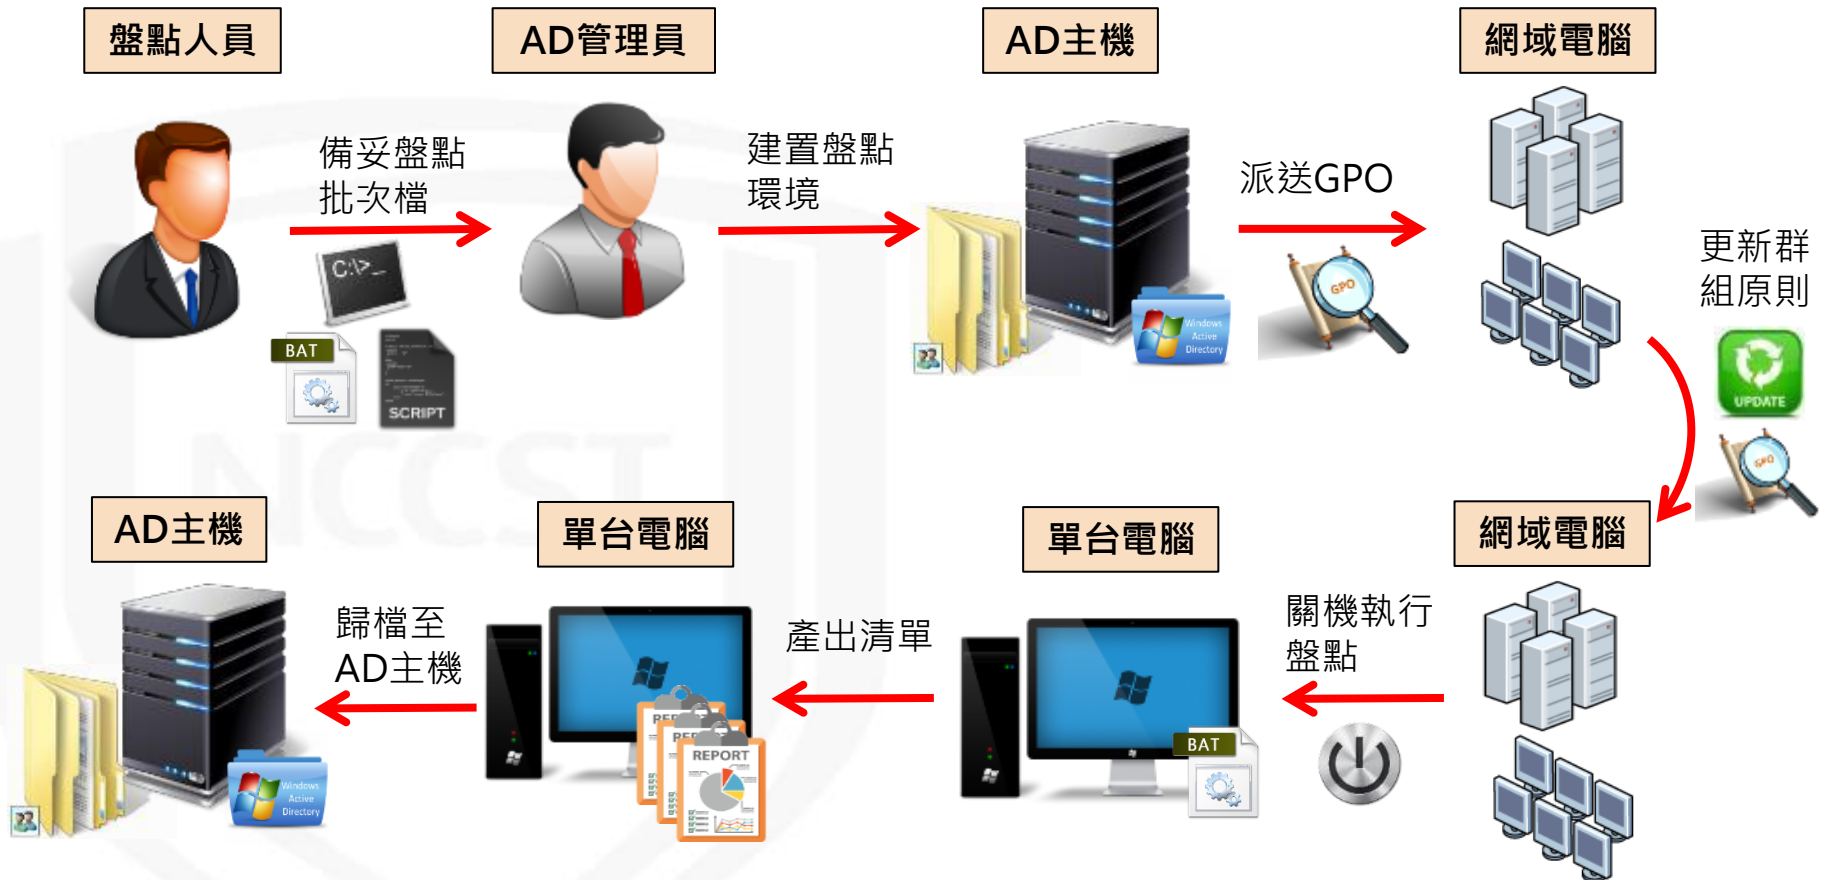 盤點人員
AD管理員
AD主機
網域電腦
備妥盤點
批次檔
建置盤點
環境
派送GPO
更新群
組原則
C:\>_
BAT
SCRIPT
Windows
Active
Directory
GPO
UPDATE
GPO
NCCST
AD主機
單台電腦
單台電腦
網域電腦
歸檔至
AD主機
產出清單
關機執行
盤點
REPORT
BAT
Windows
Active
Directory